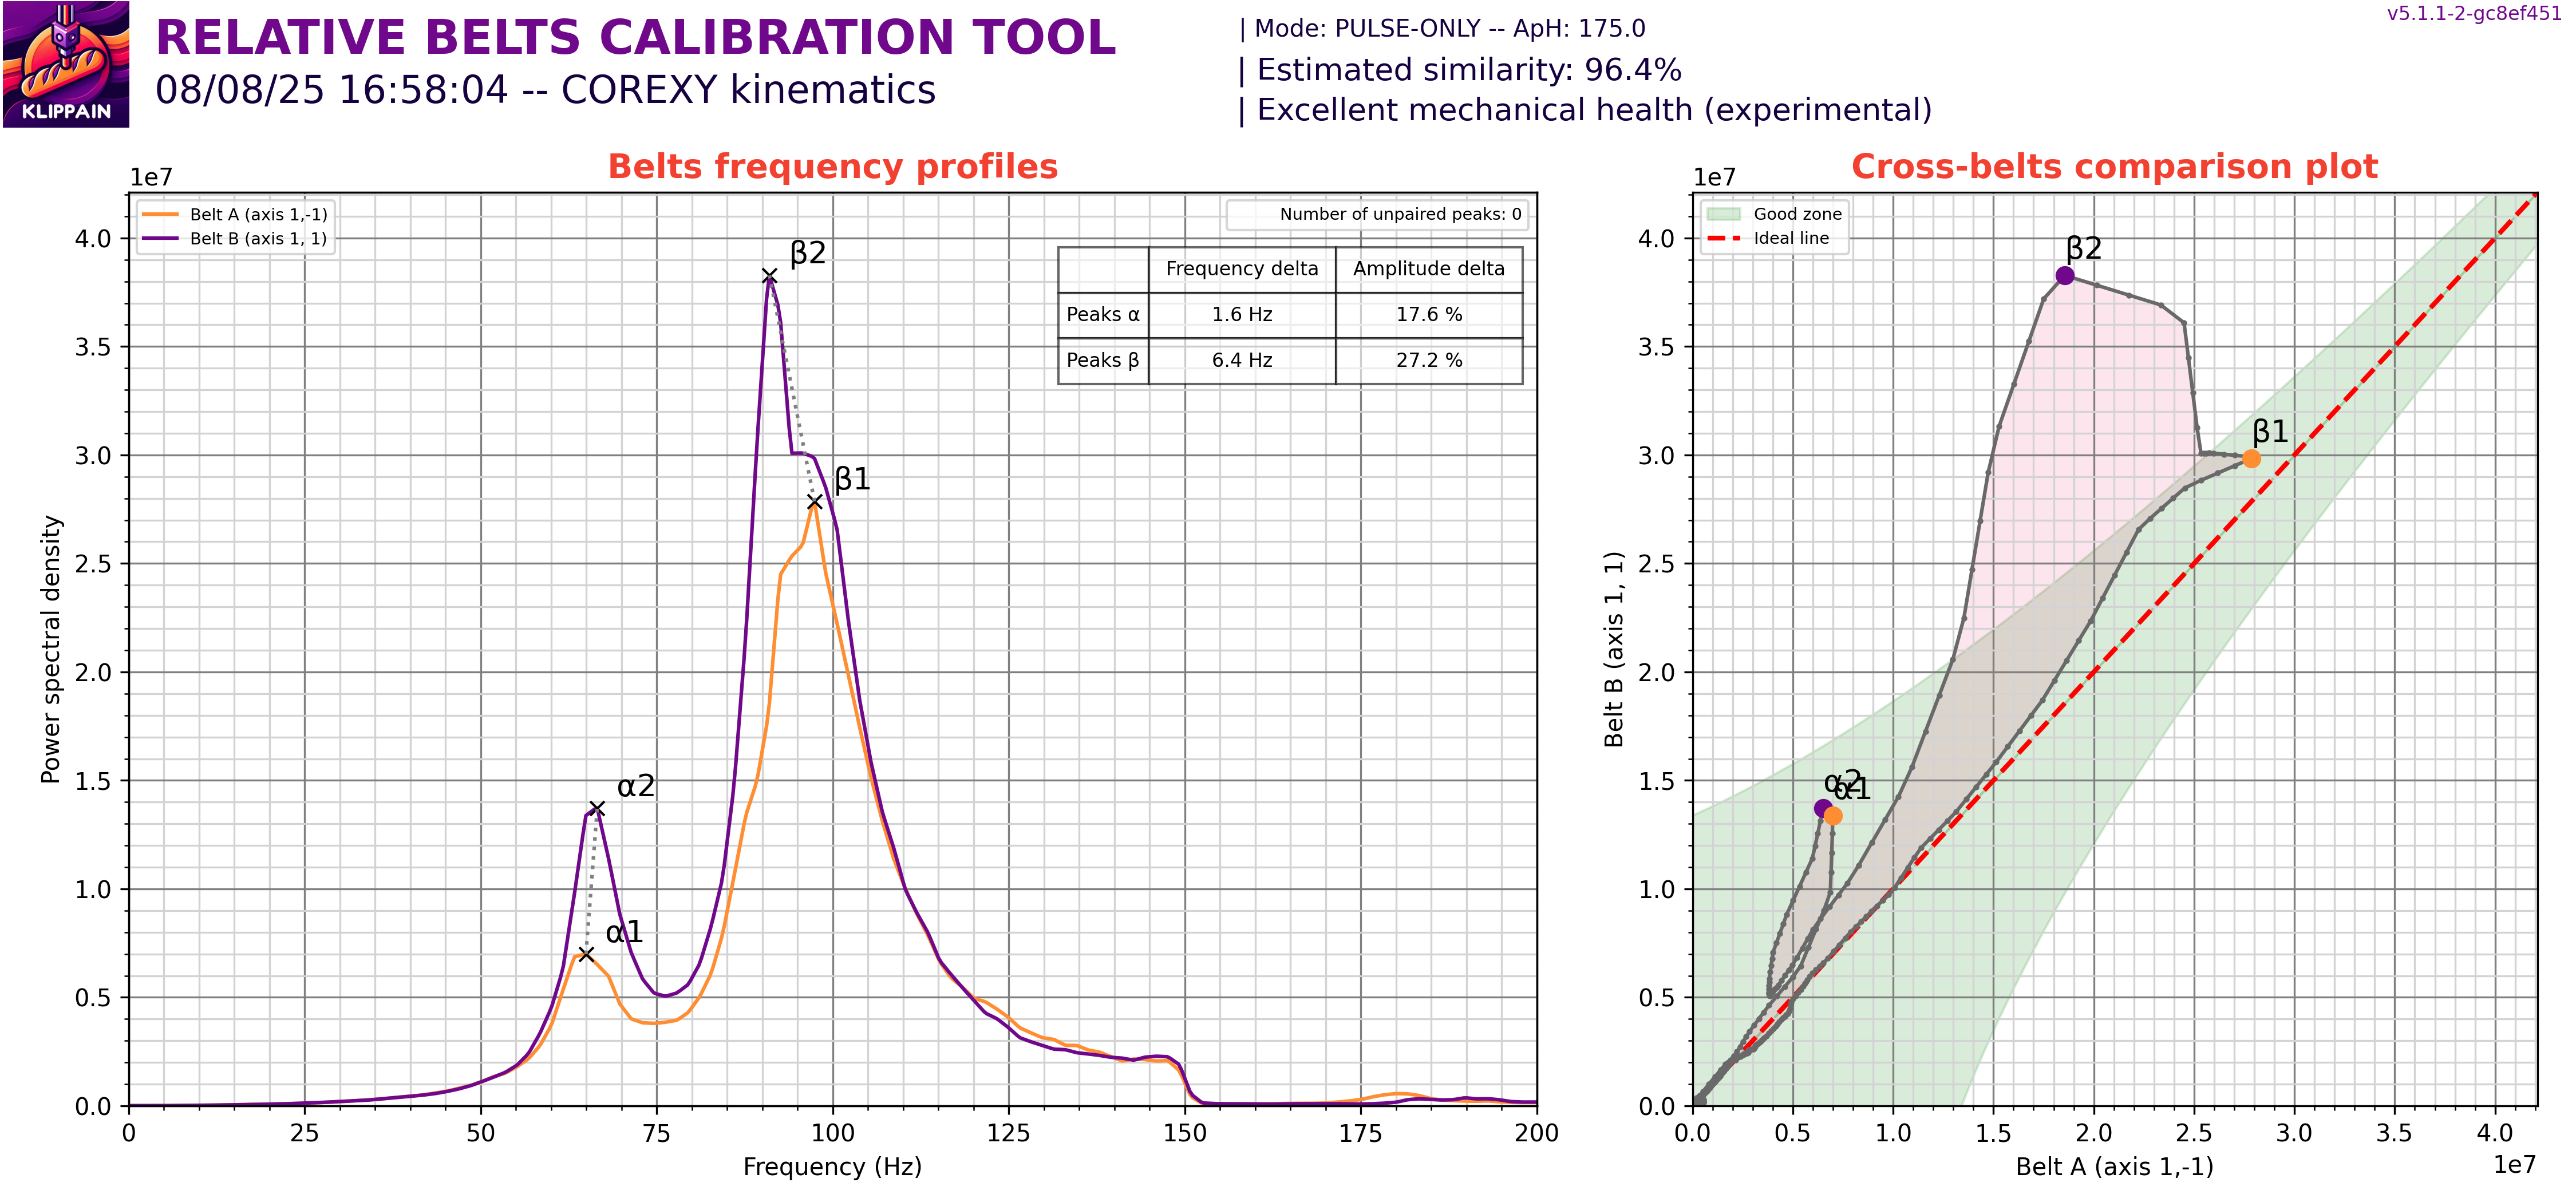 v5.1.1-2-gc8ef451
KLIPPAIN
RELATIVE BELTS CALIBRATION TOOL
08/08/25 16:58:04 -- COREXY kinematics
| Mode: PULSE-ONLY -- ApH: 175.0
| Estimated similarity: 96.4%
| Excellent mechanical health (experimental)
Belts frequency profiles
1e7
Belt A (axis 1,-1)
Belt B (axis 1, 1)
Number of unpaired peaks: 0
Frequency delta Amplitude delta
Peaks α 1.6 Hz 17.6 %
Peaks β 6.4 Hz 27.2 %
β2
β1
α2
α1
4.0
3.5
3.0
2.5
2.0
1.5
1.0
0.5
0.0
Power spectral density
0 25 50 75 100 125 150 175 200
Frequency (Hz)
Cross-belts comparison plot
1e7
Good zone
Ideal line
β2
β1
α2
α1
4.0
3.5
3.0
2.5
2.0
1.5
1.0
0.5
0.0
Belt B (axis 1, 1)
0.0 0.5 1.0 1.5 2.0 2.5 3.0 3.5 4.0
1e7
Belt A (axis 1,-1)